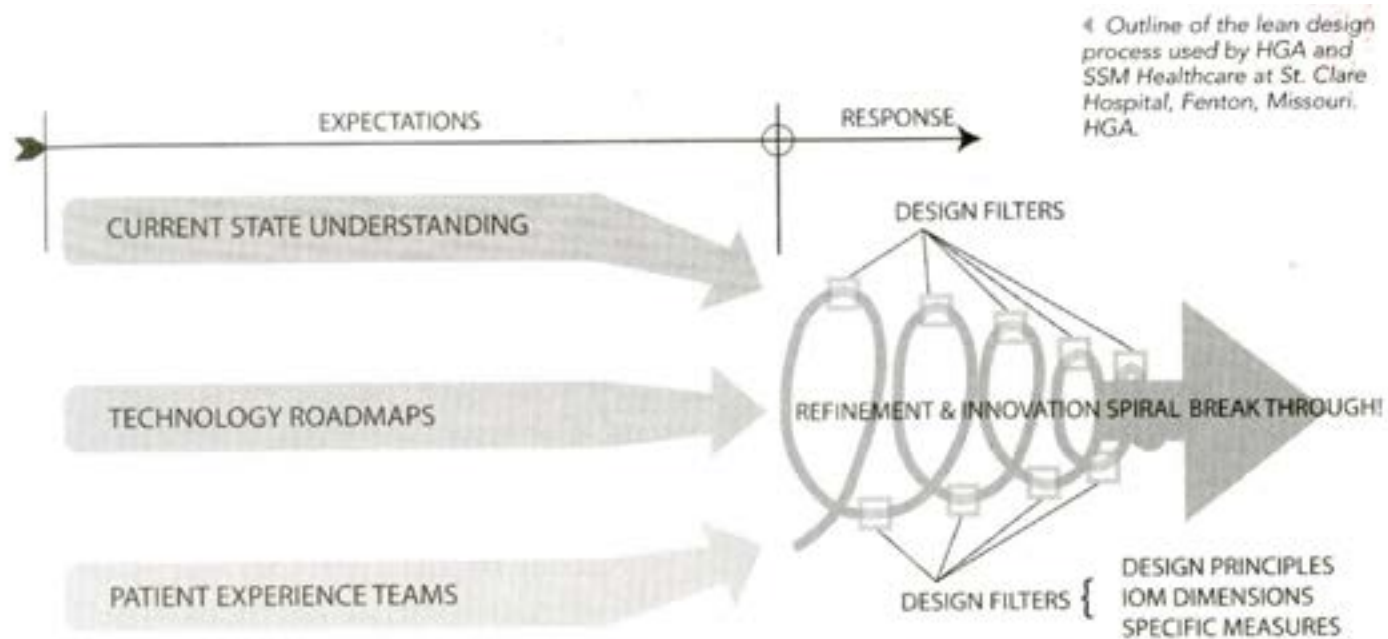 Outline of the lean design
process used by HGA and
SSM Healthcare at St. Clare
Hospital, Fenton, Missouri.
HGA.
EXPECTATIONS
RESPONSE
CURRENT STATE UNDERSTANDING
DESIGN FILTERS
TECHNOLOGY ROADMAPS
REFINEMENT & INNOVATION SPIRAL BREAK THROUGH!
PATIENT EXPERIENCE TEAMS
DESIGN FILTERS {
DESIGN PRINCIPLES
IOM DIMENSIONS
SPECIFIC MEASURES